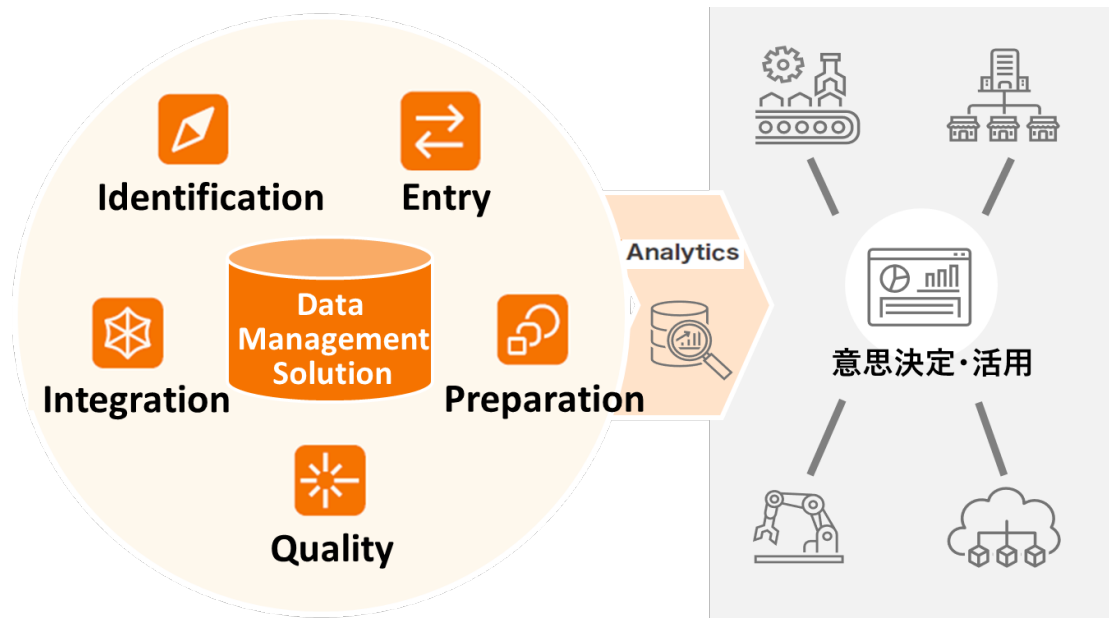 Identification
Entry
Data
Management
Solution
Integration
Preparation
Quality
Analytics
意思決定・活用